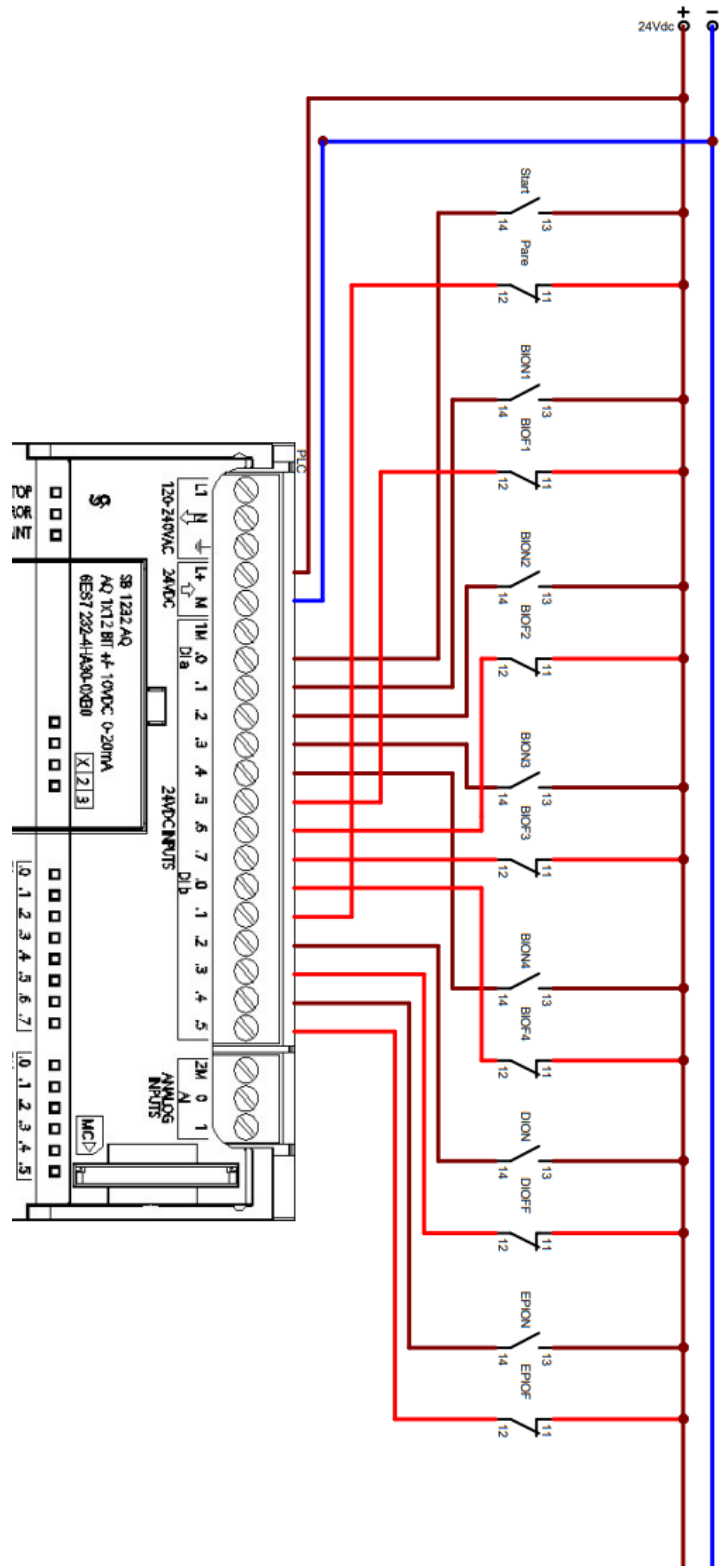 + -
24Vdc
Start
13
14
Pare
11
12
BION1
13
14
BIOF1
11
12
BION2
13
14
BIOF2
11
12
BION3
13
14
BIOF3
11
12
BION4
13
14
BIOF4
11
12
DION
13
14
DIOFF
11
12
EPION
13
14
EPIOF
11
12
PLC
L1 N
120-240VAC
L+ M
24VDC
1M .0 .1 .2 .3 .4 .5 .6 .7 .0 .1 .2 .3 .4 .5
DI a
DI b
24VDC INPUTS
2M 0 1
AI
ANALOG
INPUTS
SB 1232 AQ
AQ 1X12 BIT +/- 10VDC 0-20mA
6ES7 232-4HA30-0XB0
X 2 3
MC
.0 .1 .2 .3 .4 .5 .6 .7
.0 .1 .2 .3 .4 .5